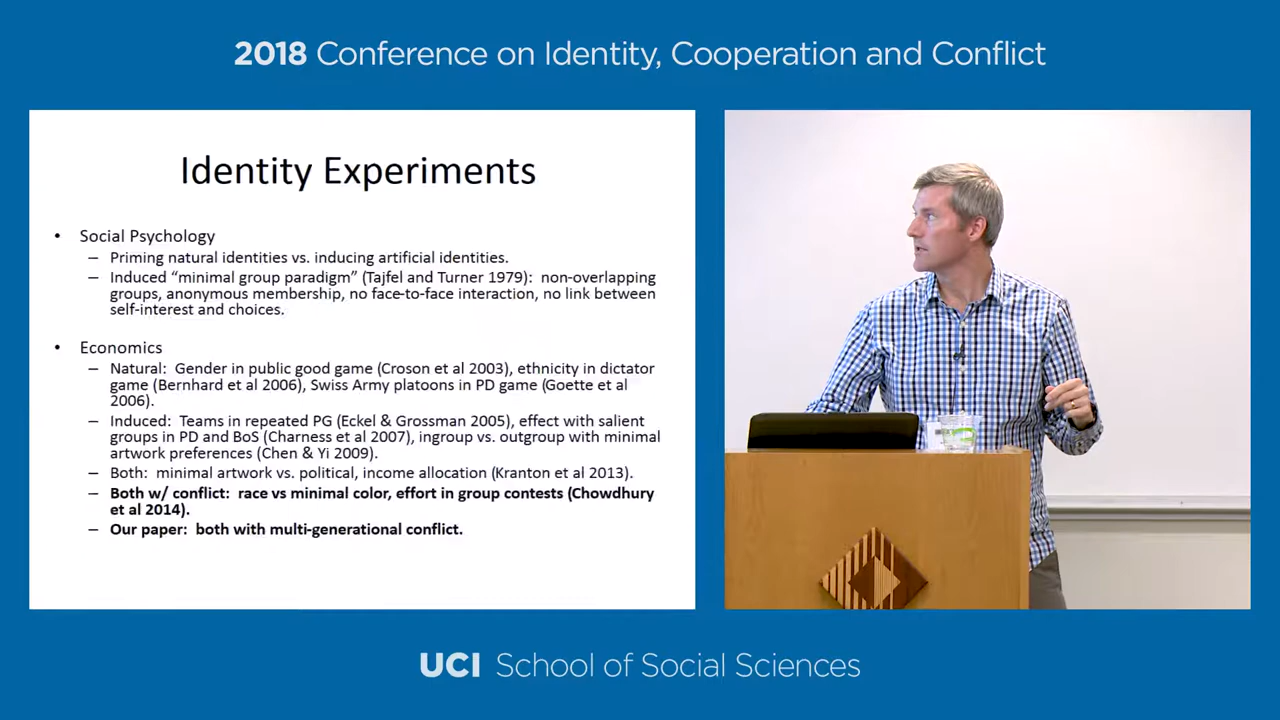 2018 Conference on Identity, Cooperation and Conflict
Identity Experiments
• Social Psychology
– Priming natural identities vs. inducing artificial identities.
– Induced “minimal group paradigm” (Tajfel and Turner 1979): non-overlapping
groups, anonymous membership, no face-to-face interaction, no link between
self-interest and choices.
• Economics
– Natural: Gender in public good game (Croson et al 2003), ethnicity in dictator
game (Bernhard et al 2006), Swiss Army platoons in PD game (Goette et al
2006).
– Induced: Teams in repeated PG (Eckel & Grossman 2005), effect with salient
groups in PD and BoS (Charness et al 2007), ingroup vs. outgroup with minimal
artwork preferences (Chen & Yi 2009).
– Both: minimal artwork vs. political, income allocation (Kranton et al 2013).
– Both w/ conflict: race vs minimal color, effort in group contests (Chowdhury
et al 2014).
– Our paper: both with multi-generational conflict.
UCI School of Social Sciences